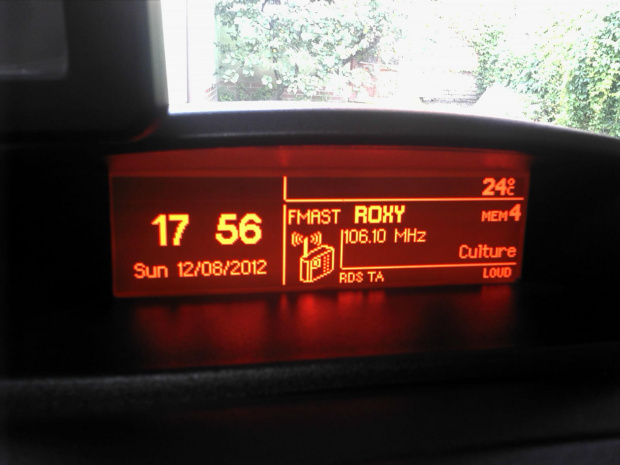 17 56
Sun 12/08/2012
24°C
FMAST ROXY MEM4
106.10 MHz
Culture
RDS TA LOUD